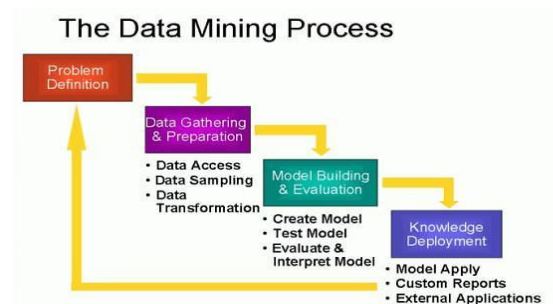 The Data Mining Process
Problem
Definition
Data Gathering
& Preparation
• Data Access
• Data Sampling
• Data
Transformation
Model Building
& Evaluation
• Create Model
• Test Model
• Evaluate &
Interpret Model
Knowledge
Deployment
• Model Apply
• Custom Reports
• External Applications